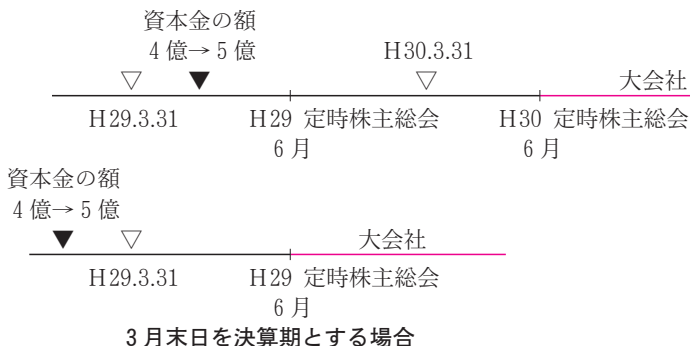 資本金の額
4億→5億
H30.3.31
▽ ▼ ▽ 大会社
H29.3.31 H29 定時株主総会 H30 定時株主総会
6月 6月
資本金の額
4億→5億
▼ ▽ 大会社
H29.3.31 H29 定時株主総会
6月
3月末日を決算期とする場合